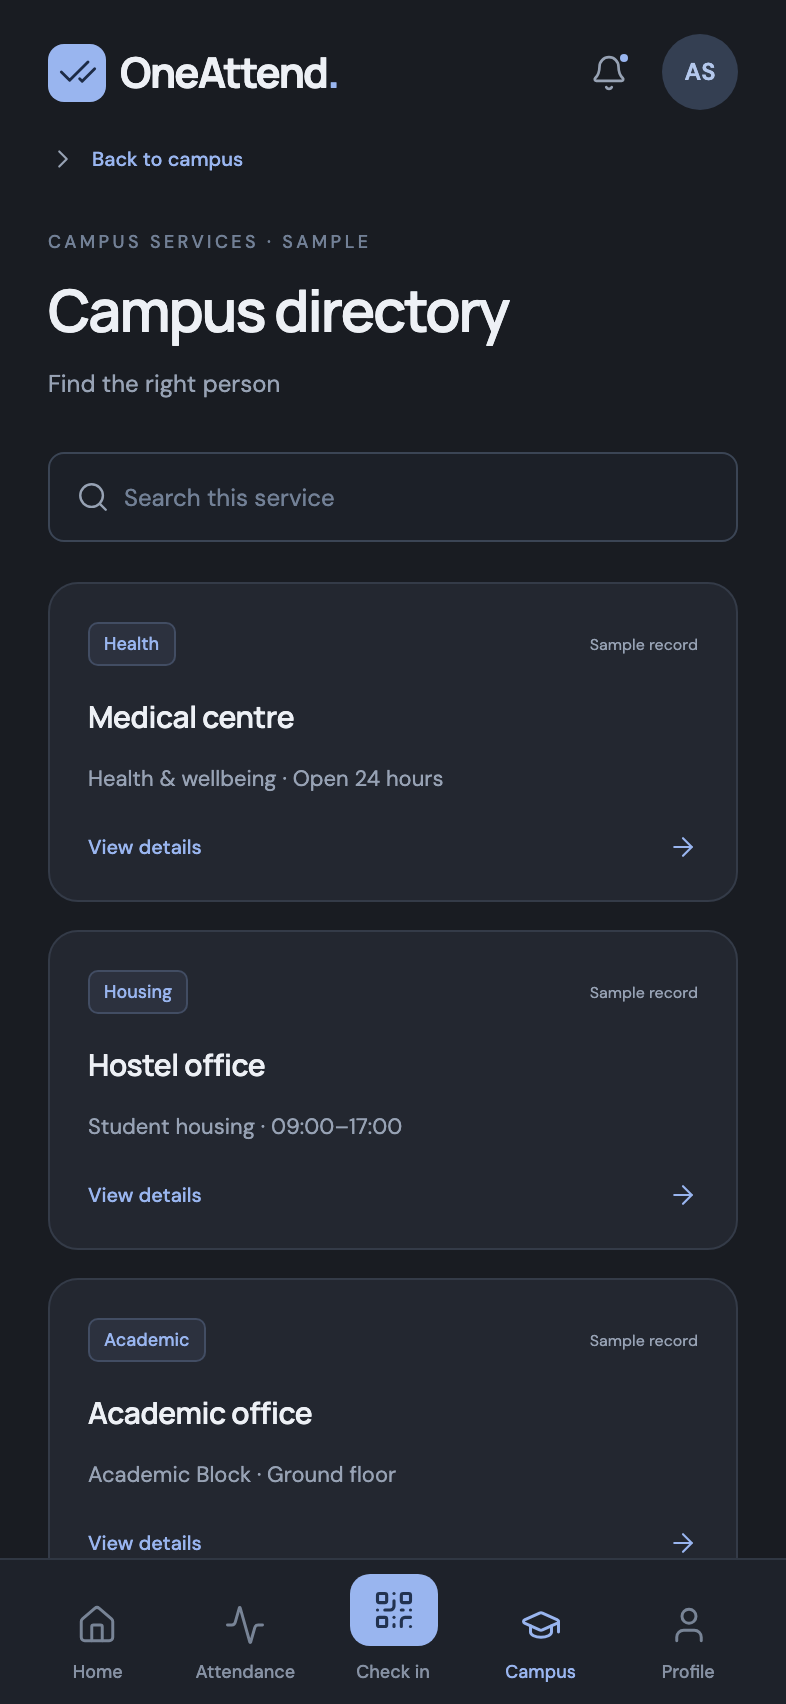 OneAttend.
AS
Back to campus
CAMPUS SERVICES · SAMPLE
Campus directory
Find the right person
Search this service
Health
Sample record
Medical centre
Health & wellbeing · Open 24 hours
View details
Housing
Sample record
Hostel office
Student housing · 09:00–17:00
View details
Academic
Sample record
Academic office
Academic Block · Ground floor
View details
Home
Attendance
Check in
Campus
Profile